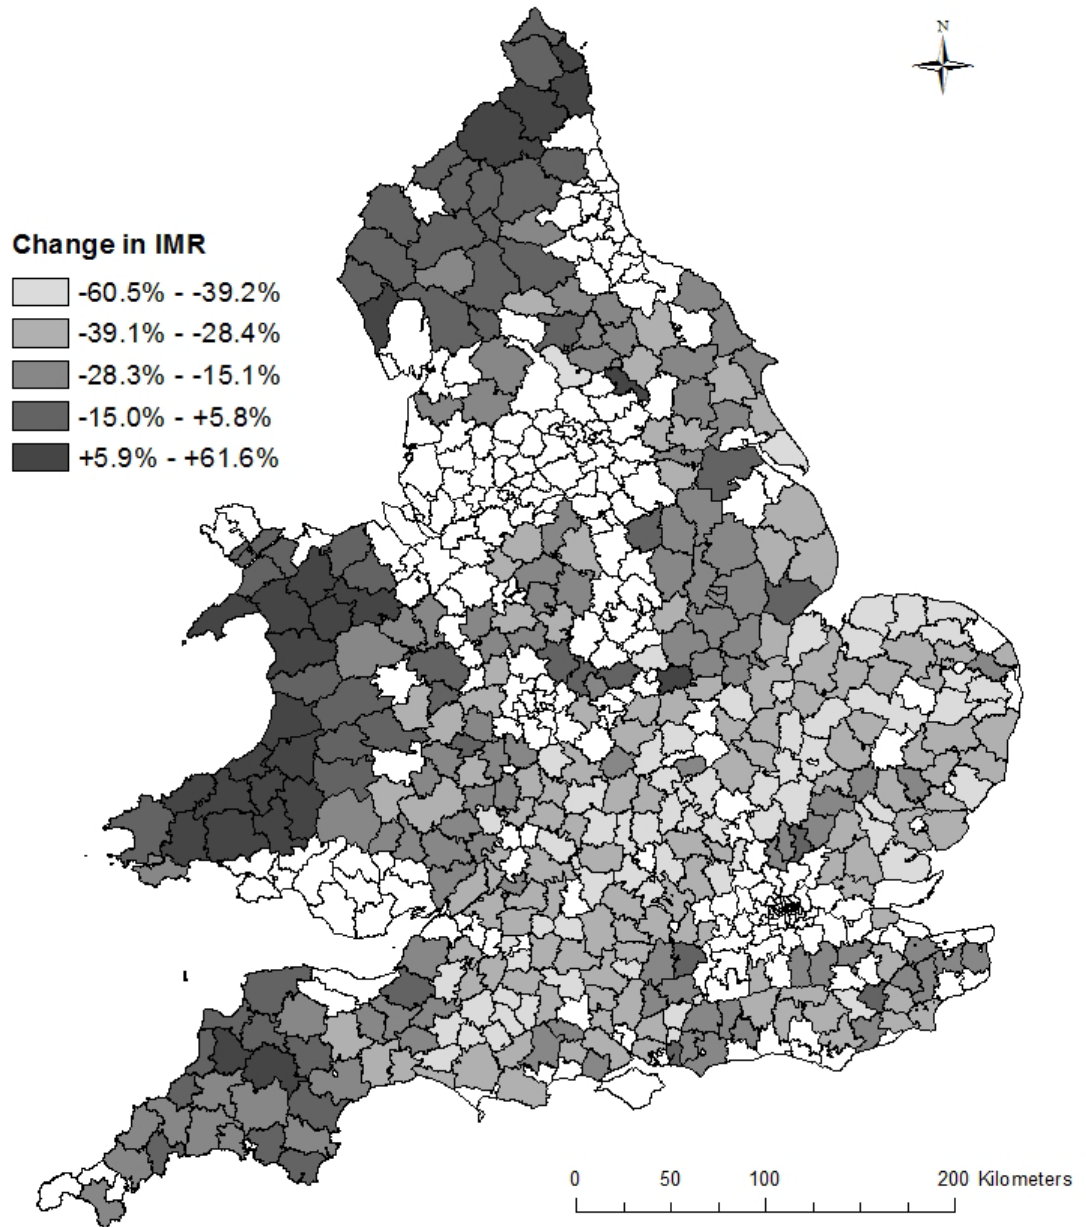 N
Change in IMR
-60.5% - -39.2%
-39.1% - -28.4%
-28.3% - -15.1%
-15.0% - +5.8%
+5.9% - +61.6%
0 50 100 200 Kilometers